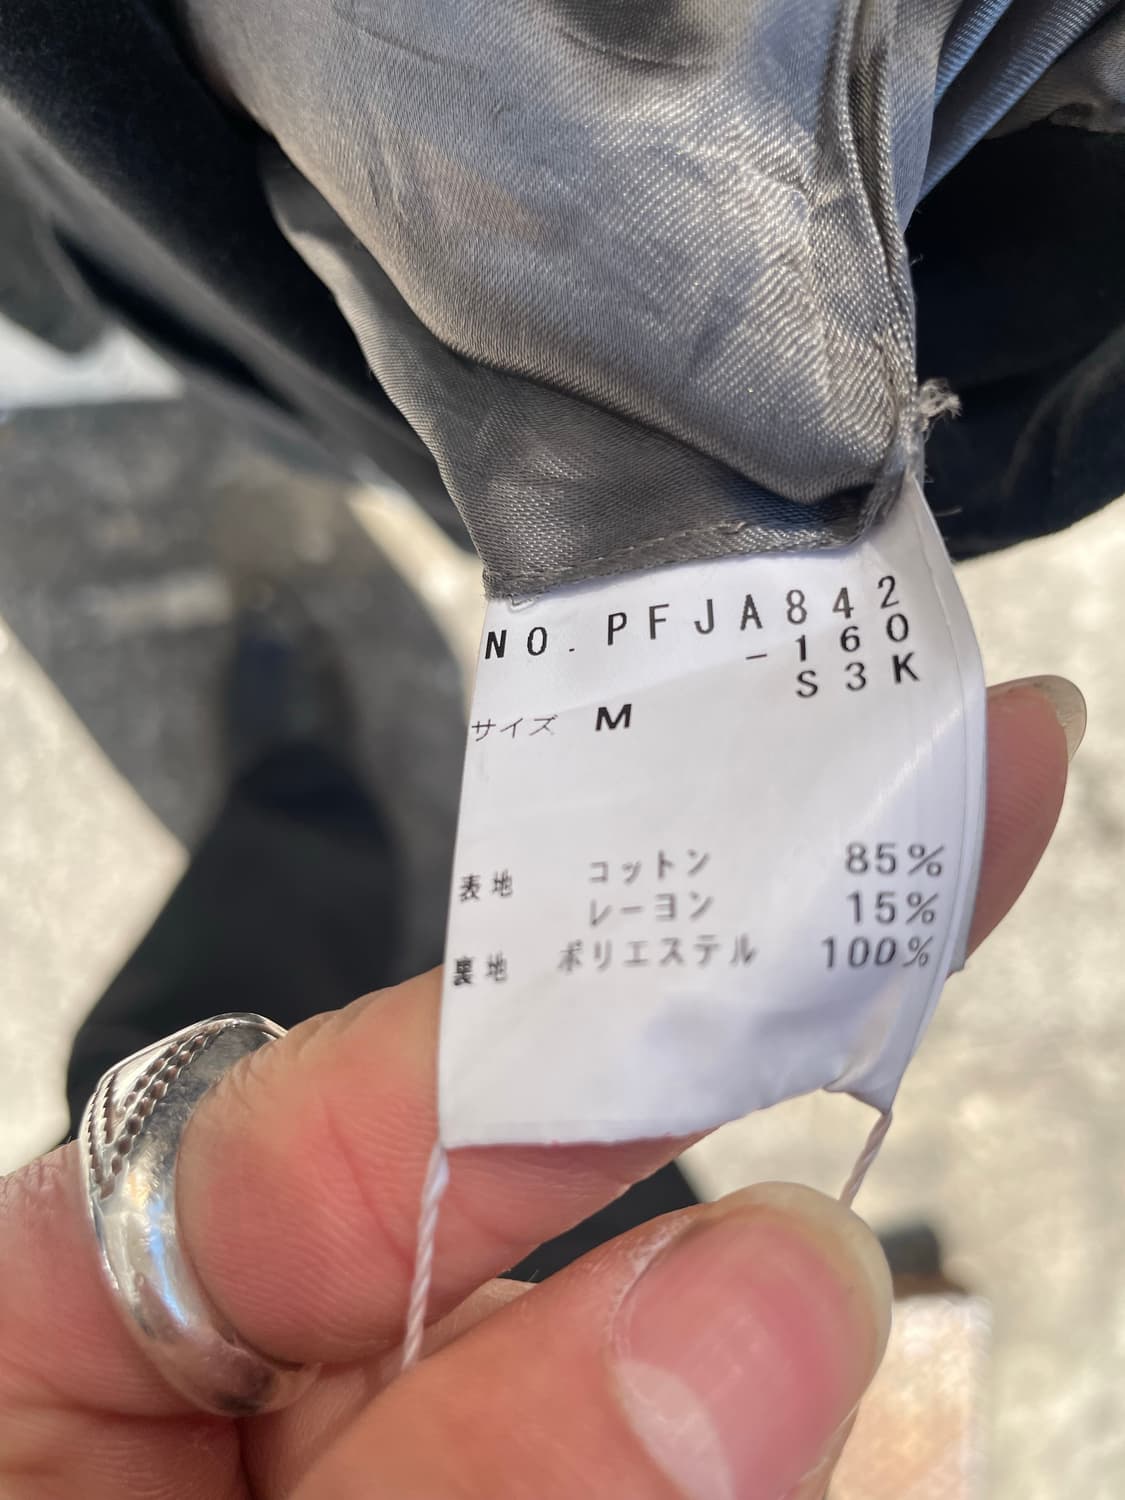 NO. PFJA842
-160
S3K
サイズ M
表地 コットン 85%
レーヨン 15%
裏地 ポリエステル 100%